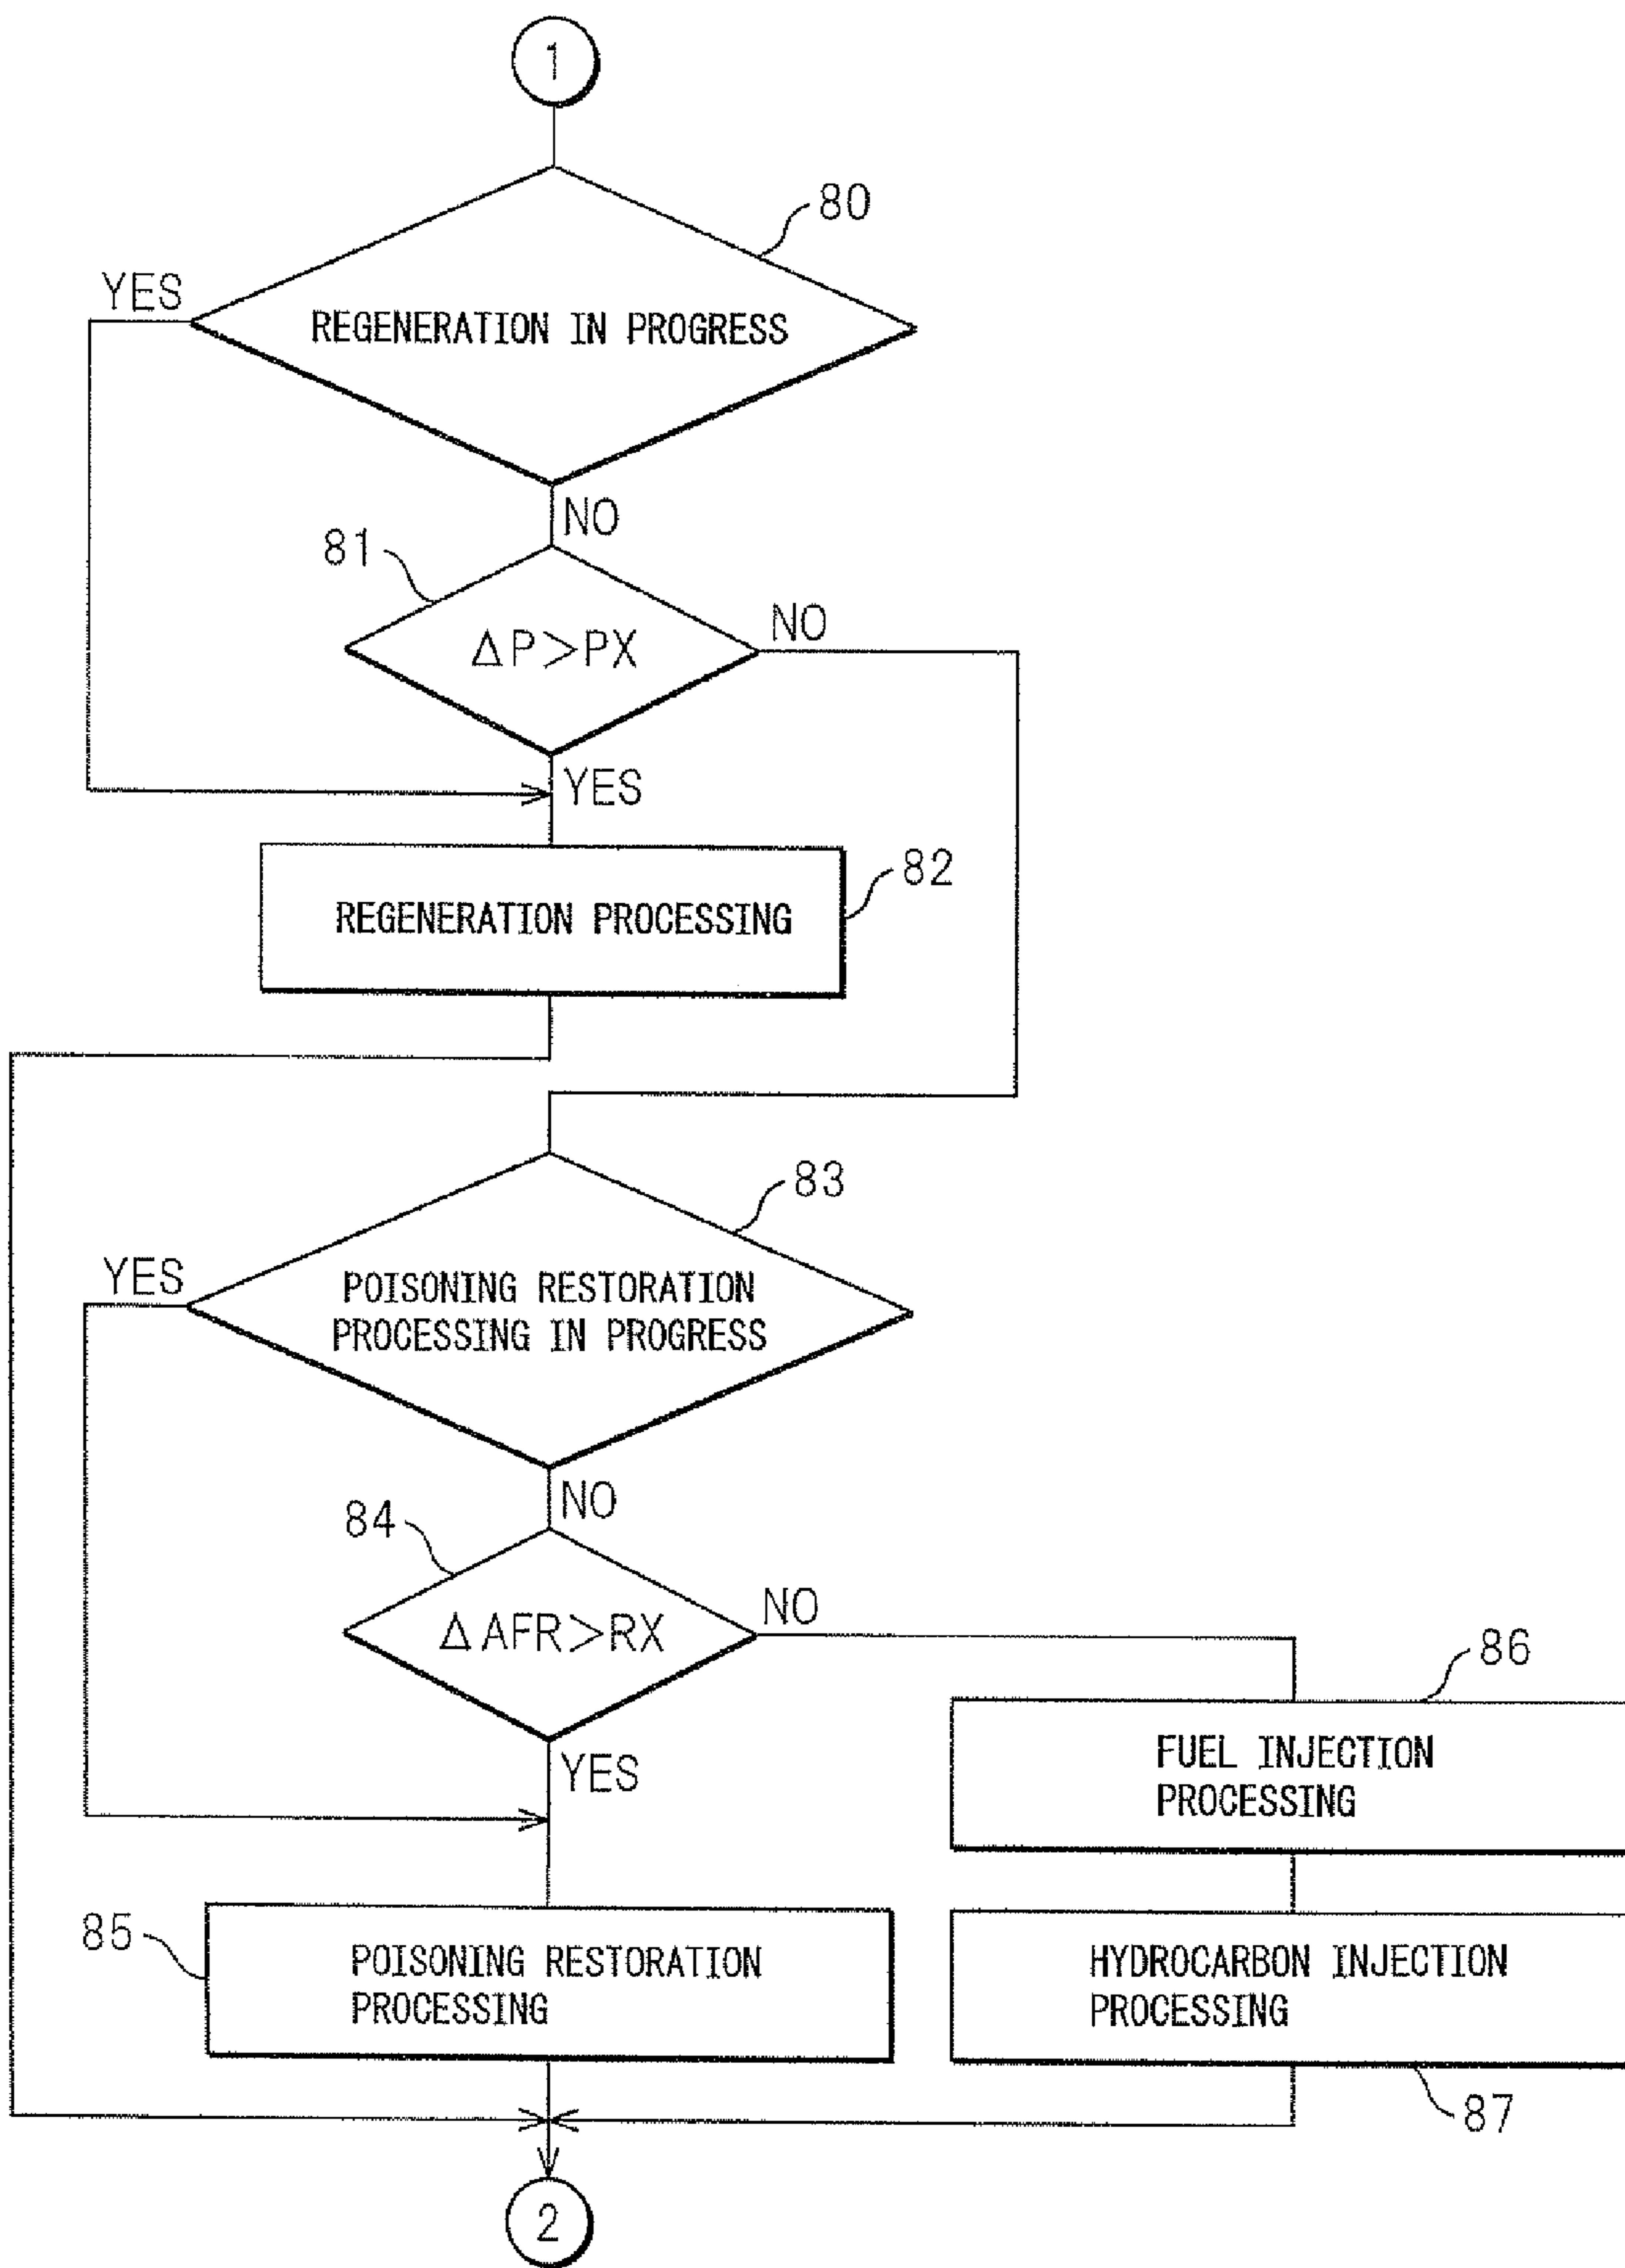 1
80
YES
REGENERATION IN PROGRESS
NO
81
ΔP>PX
NO
YES
82
REGENERATION PROCESSING
83
YES
POISONING RESTORATION
PROCESSING IN PROGRESS
NO
84
ΔAFR>RX
NO
86
YES
FUEL INJECTION
PROCESSING
85
POISONING RESTORATION
PROCESSING
HYDROCARBON INJECTION
PROCESSING
87
2